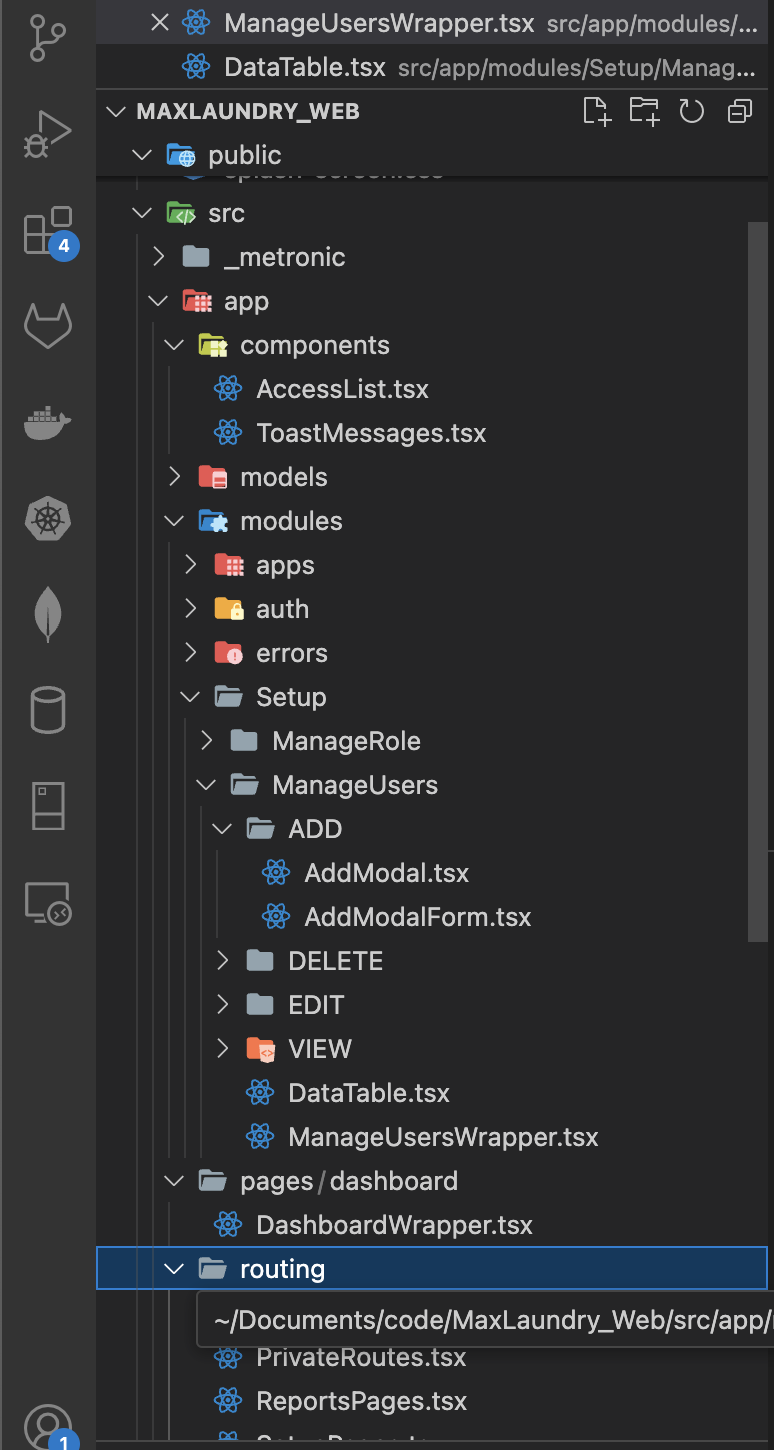 ManageUsersWrapper.tsx src/app/modules/...
DataTable.tsx src/app/modules/Setup/Manag...
MAXLAUNDRY_WEB
public
src
4
_metronic
app
components
AccessList.tsx
ToastMessages.tsx
models
modules
apps
auth
errors
Setup
ManageRole
ManageUsers
ADD
AddModal.tsx
AddModalForm.tsx
DELETE
EDIT
VIEW
DataTable.tsx
ManageUsersWrapper.tsx
pages/dashboard
DashboardWrapper.tsx
routing
~/Documents/code/MaxLaundry_Web/src/app/
PrivateRoutes.tsx
ReportsPages.tsx
1